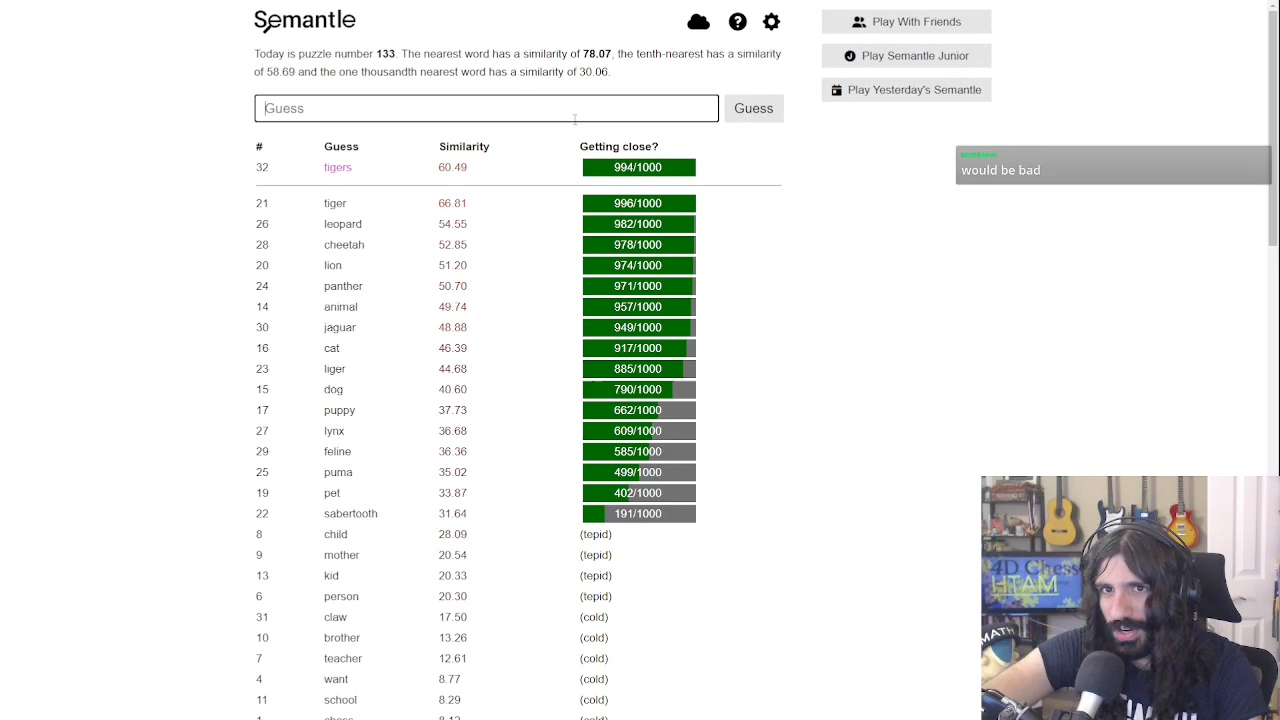 Semantle
Play With Friends
Play Semantle Junior
Play Yesterday's Semantle
Today is puzzle number 133. The nearest word has a similarity of 78.07, the tenth-nearest has a similarity
of 58.69 and the one thousandth nearest word has a similarity of 30.06.
Guess Guess
# Guess Similarity Getting close?
32 tigers 60.49 994/1000
21 tiger 66.81 996/1000
26 leopard 54.55 982/1000
28 cheetah 52.85 978/1000
20 lion 51.20 974/1000
24 panther 50.70 971/1000
14 animal 49.74 957/1000
30 jaguar 48.88 949/1000
16 cat 46.39 917/1000
23 liger 44.68 885/1000
15 dog 40.60 790/1000
17 puppy 37.73 662/1000
27 lynx 36.68 609/1000
29 feline 36.36 585/1000
25 puma 35.02 499/1000
19 pet 33.87 402/1000
22 sabertooth 31.64 191/1000
8 child 28.09 (tepid)
9 mother 20.54 (tepid)
13 kid 20.33 (tepid)
6 person 20.30 (tepid)
31 claw 17.50 (cold)
10 brother 13.26 (cold)
7 teacher 12.61 (cold)
4 want 8.77 (cold)
11 school 8.29 (cold)
1 chess 8.12 (cold)
would be bad
4D Chess
HTAM
MATH